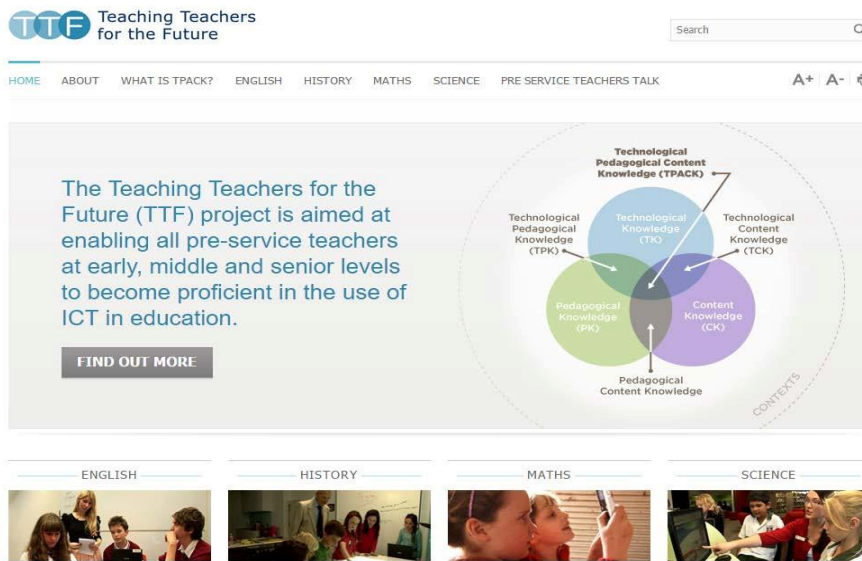 TTF
Teaching Teachers
for the Future
Search
HOME ABOUT WHAT IS TPACK? ENGLISH HISTORY MATHS SCIENCE PRE SERVICE TEACHERS TALK A+ A-
The Teaching Teachers for the
Future (TTF) project is aimed at
enabling all pre-service teachers
at early, middle and senior levels
to become proficient in the use of
ICT in education.
FIND OUT MORE
Technological
Pedagogical Content
Knowledge (TPACK)
Technological
Pedagogical
Knowledge
(TPK)
Technological
Knowledge
(TK)
Technological
Content
Knowledge
(TCK)
Pedagogical
Knowledge
(PK)
Content
Knowledge
(CK)
Pedagogical
Content Knowledge
CONTEXTS
ENGLISH HISTORY MATHS SCIENCE